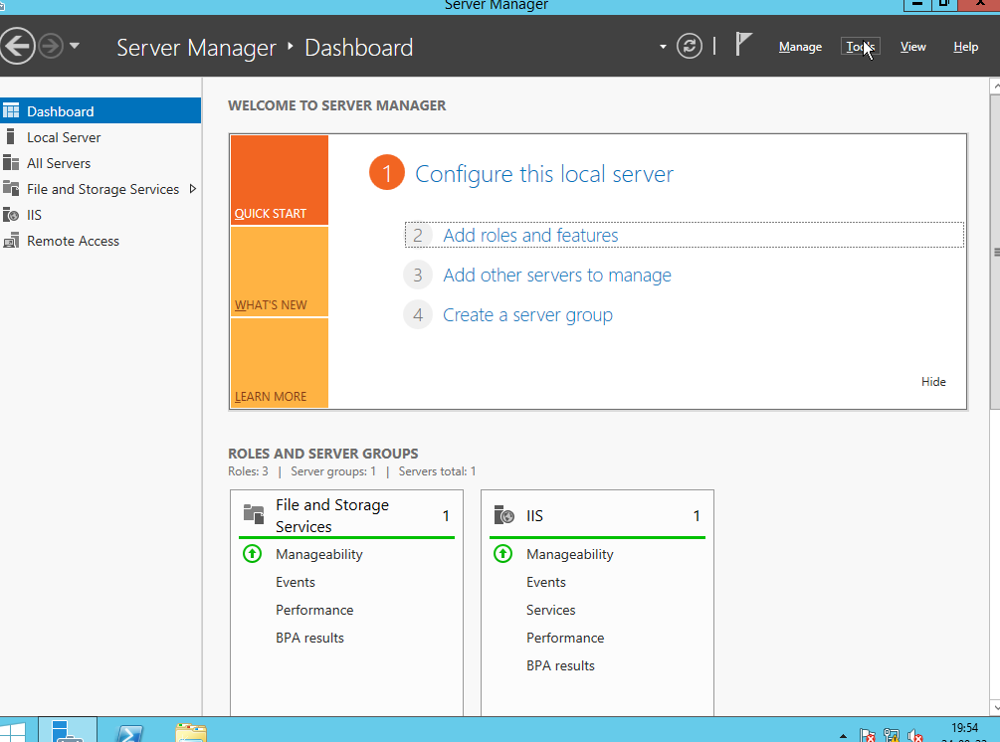 Server Manager
Server Manager ‣ Dashboard
Manage
Tools
View
Help
Dashboard
Local Server
All Servers
File and Storage Services
IIS
Remote Access
WELCOME TO SERVER MANAGER
QUICK START
WHAT'S NEW
LEARN MORE
1 Configure this local server
2 Add roles and features
3 Add other servers to manage
4 Create a server group
Hide
ROLES AND SERVER GROUPS
Roles: 3 | Server groups: 1 | Servers total: 1
File and Storage
Services
1
Manageability
Events
Performance
BPA results
IIS
1
Manageability
Events
Services
Performance
BPA results
19:54